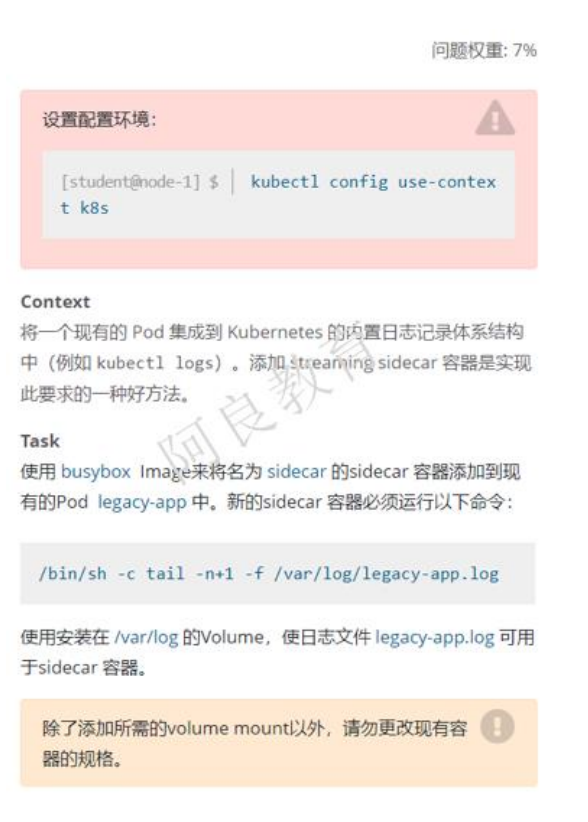 问题权重: 7%
设置配置环境：
[student@node-1] $ | kubectl config use-contex
t k8s
Context
将一个现有的 Pod 集成到 Kubernetes 的内置日志记录体系结构
中（例如 kubectl logs）。添加 streaming sidecar 容器是实现
此要求的一种好方法。
阿良教育
Task
使用 busybox Image来将名为 sidecar 的sidecar 容器添加到现
有的Pod legacy-app 中。新的sidecar 容器必须运行以下命令：
/bin/sh -c tail -n+1 -f /var/log/legacy-app.log
使用安装在 /var/log 的Volume，使日志文件 legacy-app.log 可用
于sidecar 容器。
除了添加所需的volume mount以外，请勿更改现有容
器的规格。